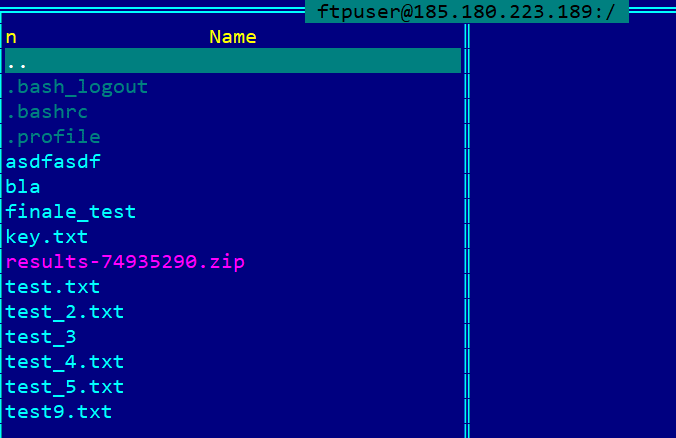 ftpuser@185.180.223.189:/
n Name
..
.bash_logout
.bashrc
.profile
asdfasdf
bla
finale_test
key.txt
results-74935290.zip
test.txt
test_2.txt
test_3
test_4.txt
test_5.txt
test9.txt